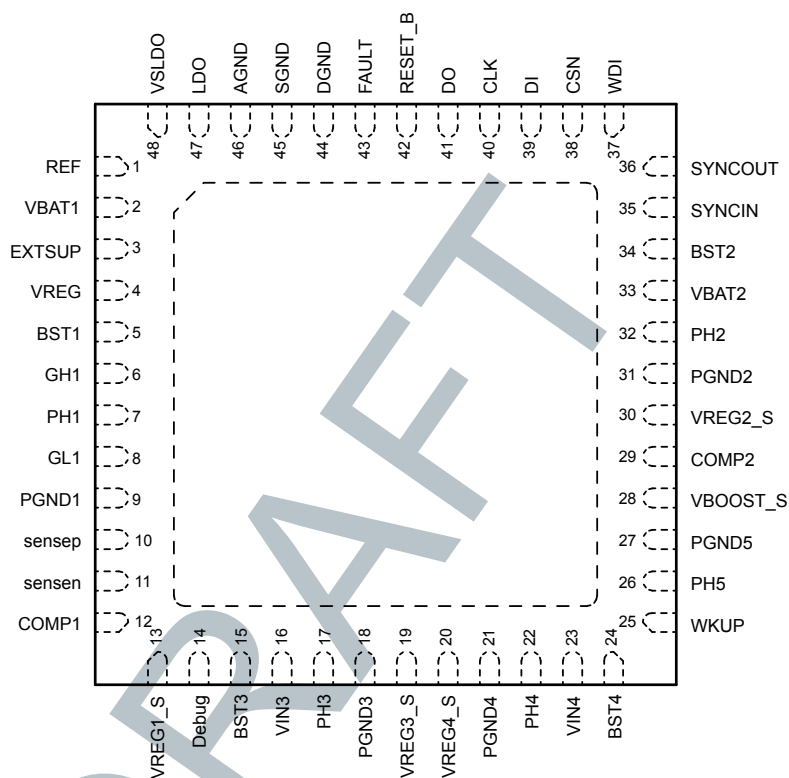 VSLDO
LDO
AGND
SGND
DGND
FAULT
RESET_B
DO
CLK
DI
CSN
WDI
48
47
46
45
44
43
42
41
40
39
38
37
REF 1
VBAT1 2
EXTSUP 3
VREG 4
BST1 5
GH1 6
PH1 7
GL1 8
PGND1 9
sensep 10
sensen 11
COMP1 12
36 SYNCOUT
35 SYNCIN
34 BST2
33 VBAT2
32 PH2
31 PGND2
30 VREG2_S
29 COMP2
28 VBOOST_S
27 PGND5
26 PH5
25 WKUP
13
14
15
16
17
18
19
20
21
22
23
24
VREG1_S
Debug
BST3
VIN3
PH3
PGND3
VREG3_S
VREG4_S
PGND4
PH4
VIN4
BST4
DRAFT